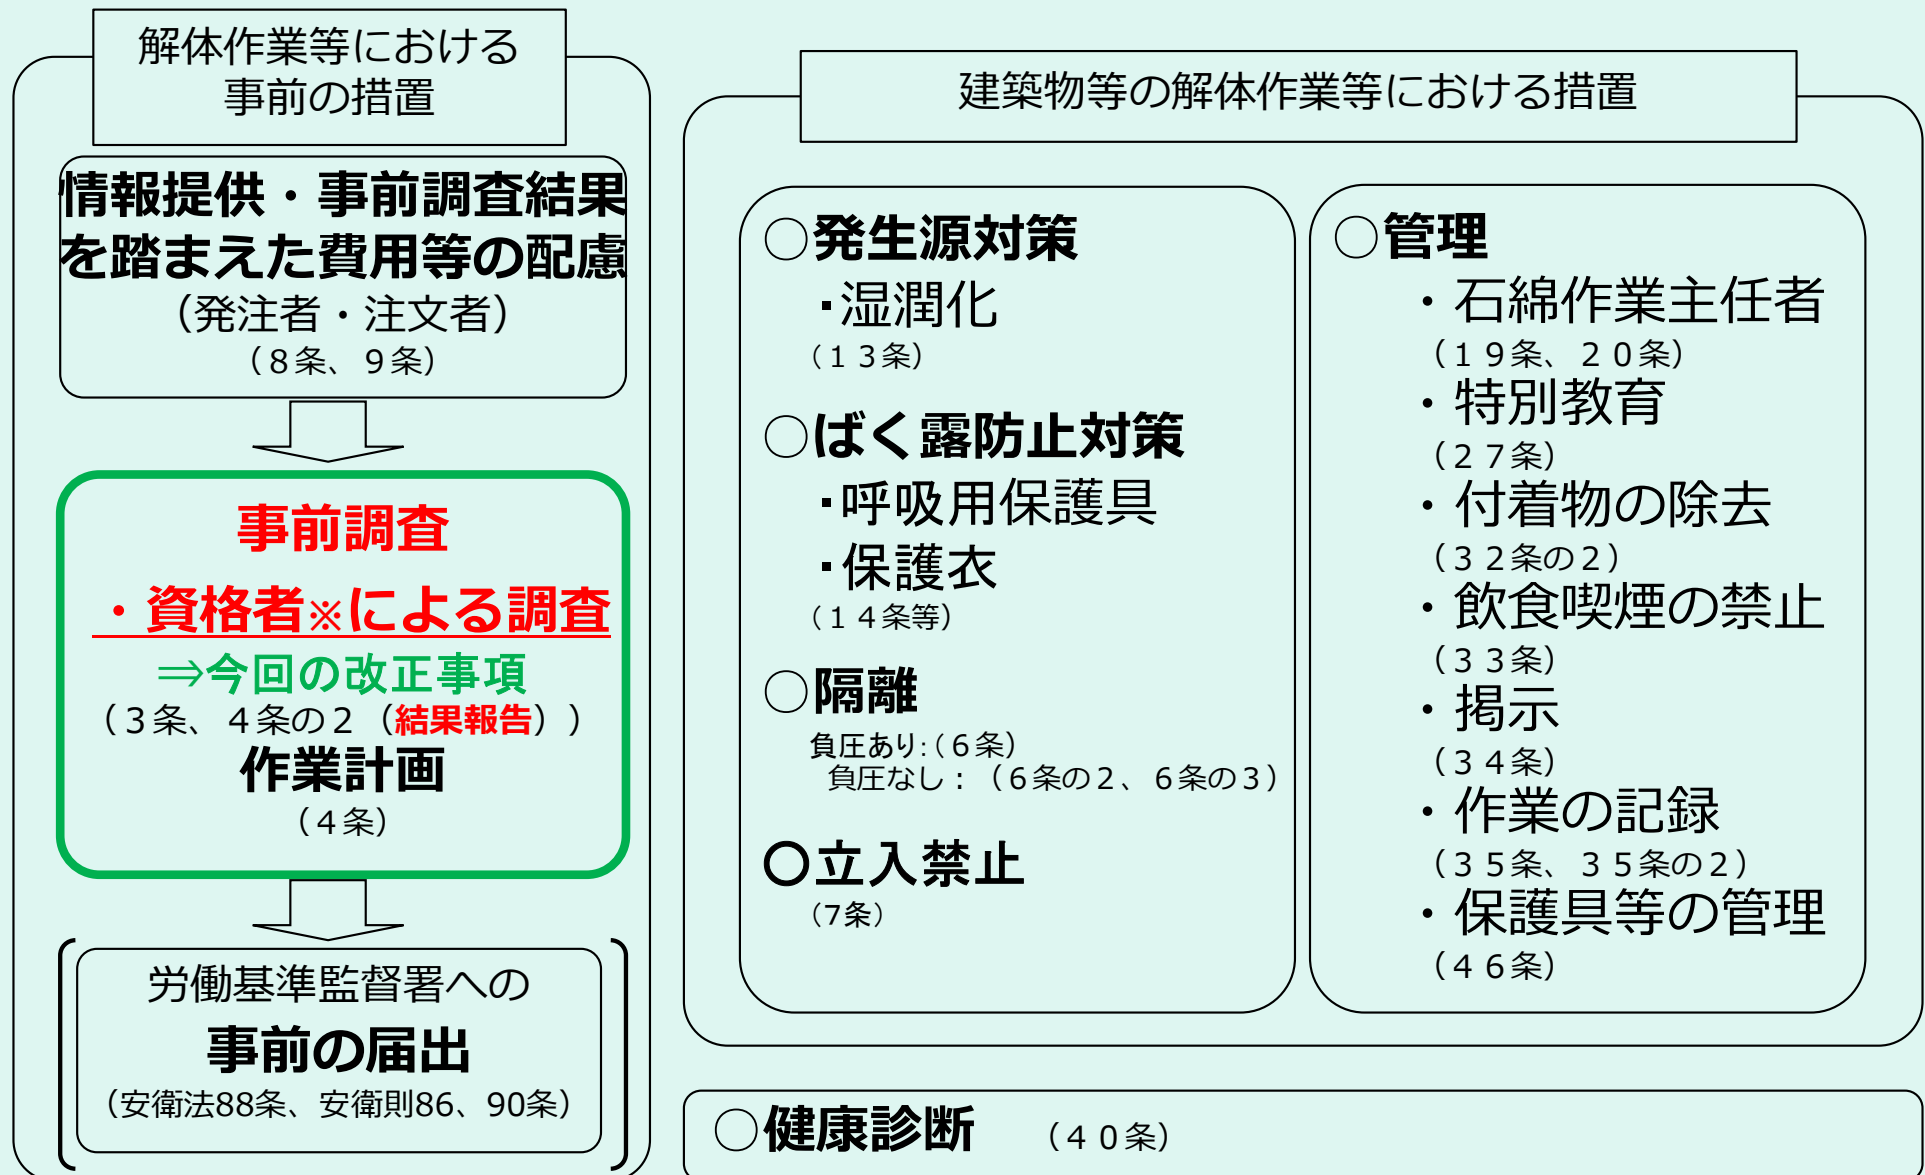 解体作業等における
事前の措置
情報提供・事前調査結果
を踏まえた費用等の配慮
（発注者・注文者）
（８条、９条）
事前調査
・資格者※による調査
⇒今回の改正事項
（３条、４条の２（結果報告））
作業計画
（４条）
労働基準監督署への
事前の届出
（安衛法88条、安衛則86、90条）
建築物等の解体作業等における措置
○発生源対策
・湿潤化
（１３条）
○ばく露防止対策
・呼吸用保護具
・保護衣
（１４条等）
○隔離
負圧あり：（６条）
負圧なし：（６条の２、６条の３）
○立入禁止
（7条）
○管理
・石綿作業主任者
（１９条、２０条）
・特別教育
（２７条）
・付着物の除去
（３２条の２）
・飲食喫煙の禁止
（３３条）
・掲示
（３４条）
・作業の記録
（３５条、３５条の２）
・保護具等の管理
（４６条）
○健康診断　（４０条）